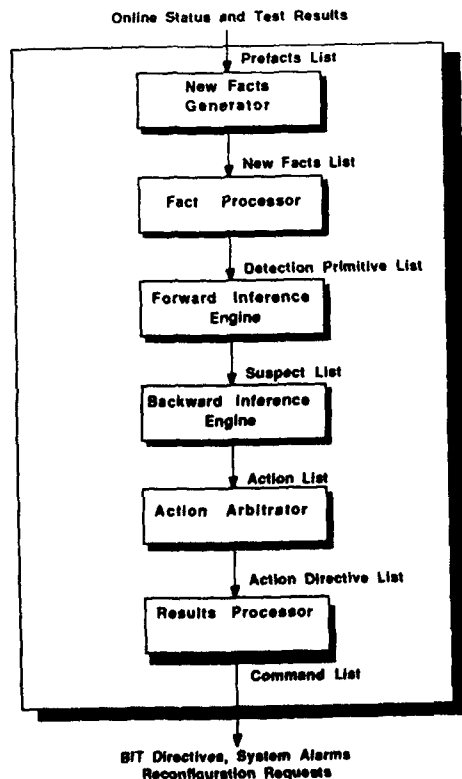 Online Status and Test Results
Prefacts List
New Facts
Generator
New Facts List
Fact Processor
Detection Primitive List
Forward Inference
Engine
Suspect List
Backward Inference
Engine
Action List
Action Arbitrator
Action Directive List
Results Processor
Command List
BIT Directives, System Alarms
Reconfiguration Requests